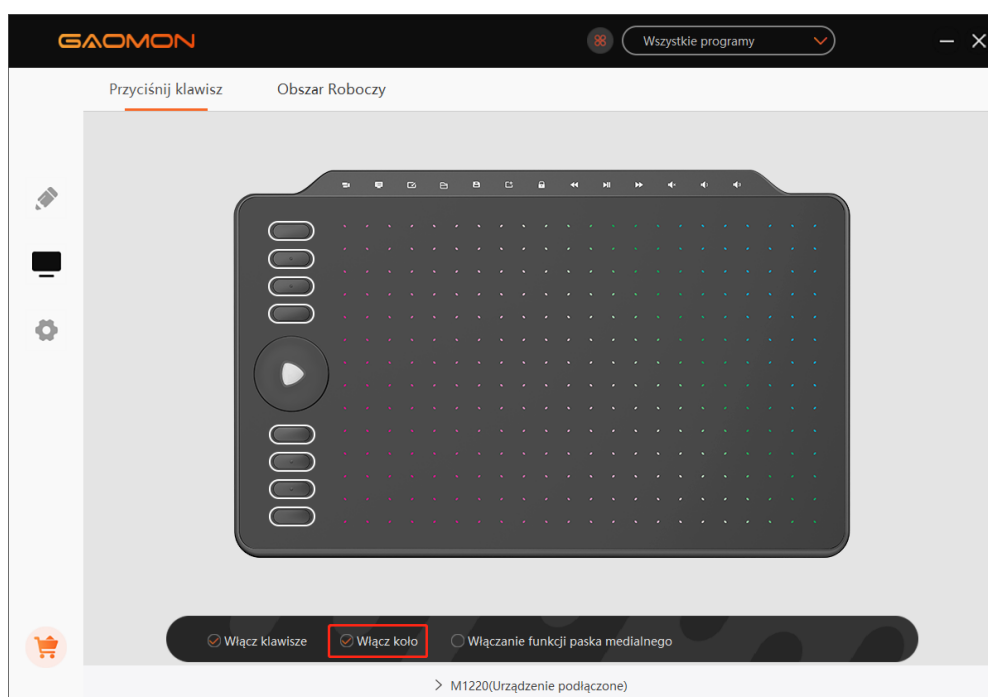 GAOMON
Wszystkie programy
Przyciśnij klawisz
Obszar Roboczy
Włącz klawisze
Włącz koło
Włączanie funkcji paska medialnego
> M1220(Urządzenie podłączone)